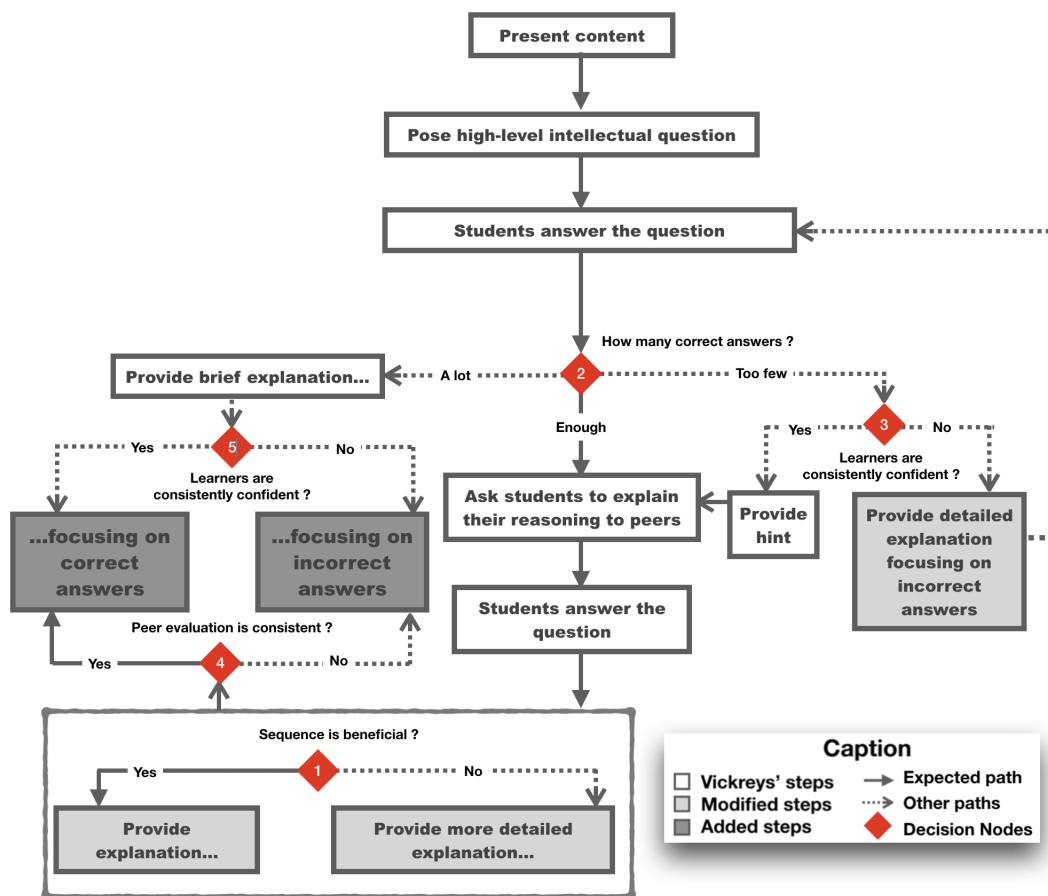 Present content
Pose high-level intellectual question
Students answer the question
How many correct answers ?
2
A lot
Too few
Provide brief explanation...
Enough
3
Yes
No
Learners are
consistently confident ?
5
Yes
No
Learners are
consistently confident ?
Ask students to explain
their reasoning to peers
Provide
hint
Provide detailed
explanation
focusing on
incorrect
answers
...focusing on
correct
answers
...focusing on
incorrect
answers
Students answer the
question
Peer evaluation is consistent ?
4
Yes
No
Sequence is beneficial ?
1
Yes
No
Provide
explanation...
Provide more detailed
explanation...
Caption
Vickreys' steps
Modified steps
Added steps
Expected path
Other paths
Decision Nodes